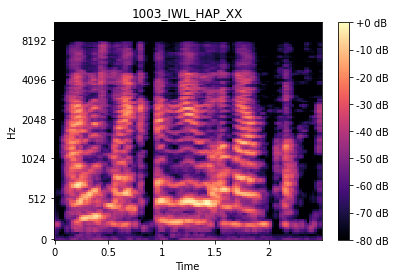 1003_IWL_HAP_XX
+0 dB
8192
-10 dB
4096
-20 dB
-30 dB
2048
Hz
-40 dB
1024
-50 dB
512
-60 dB
-70 dB
0
-80 dB
0 0.5 1 1.5 2
Time